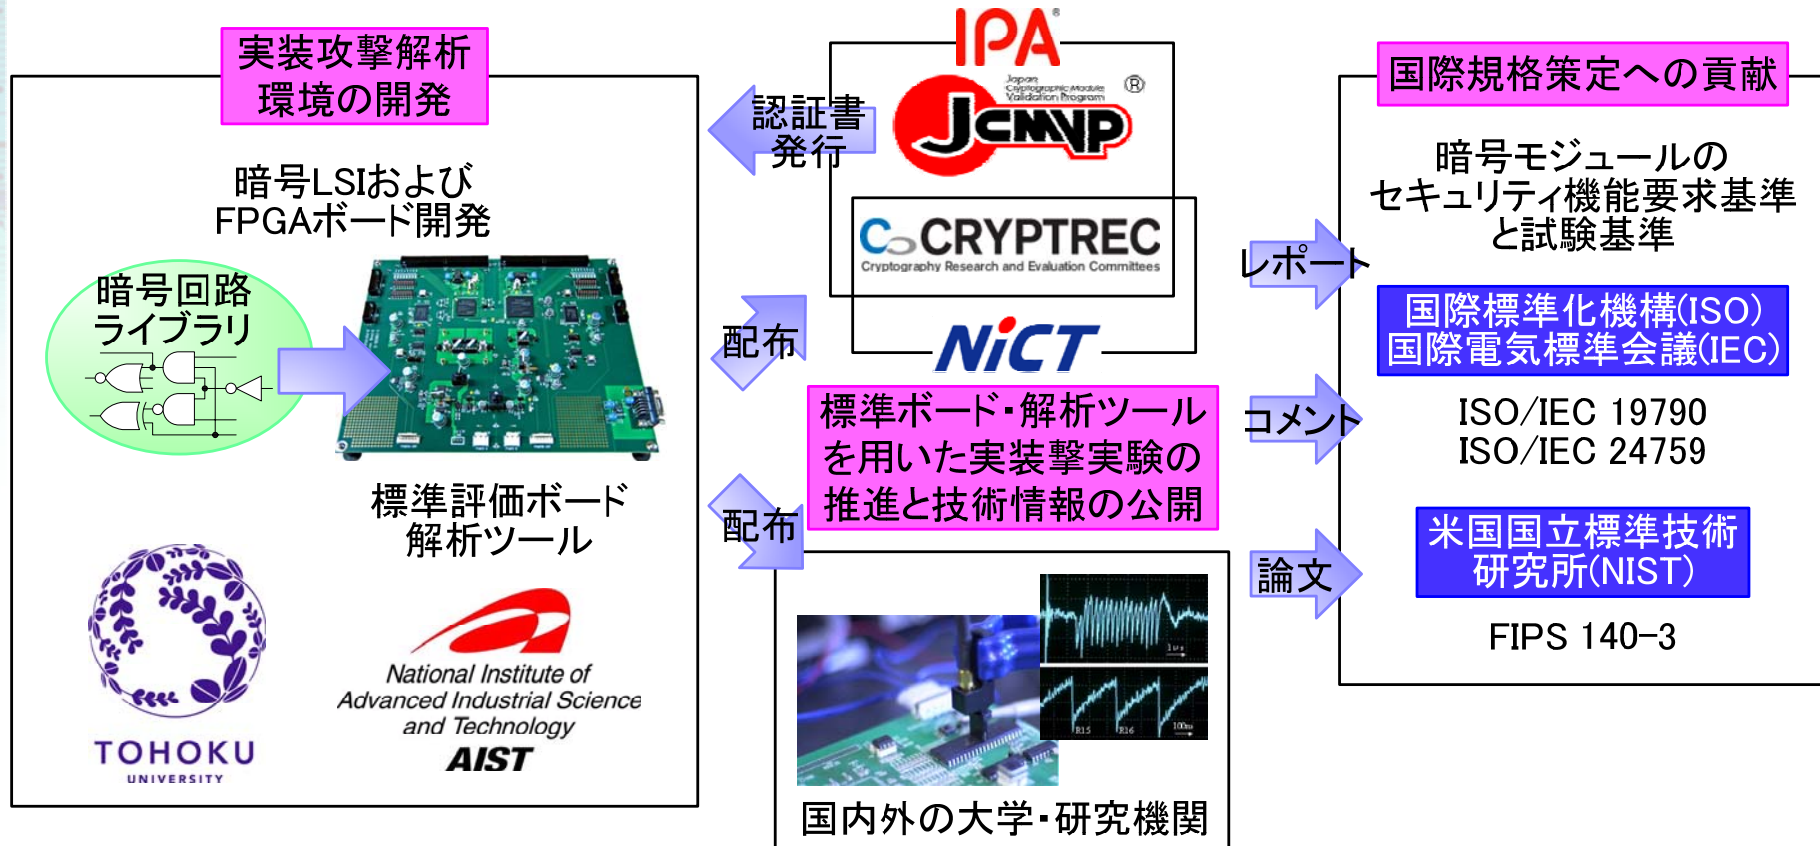 実装攻撃解析
環境の開発
暗号LSIおよび
FPGAボード開発
暗号回路
ライブラリ
標準評価ボード
解析ツール
TOHOKU
UNIVERSITY
National Institute of
Advanced Industrial Science
and Technology
AIST
認証書
発行
配布
配布
IPA
Japan
Cryptographic Module
Validation Program
®
JCMVP
CRYPTREC
Cryptography Research and Evaluation Committees
NiCT
標準ボード・解析ツール
を用いた実装撃実験の
推進と技術情報の公開
1μs
R15 R16 100ns
国内外の大学・研究機関
レポート
コメント
論文
国際規格策定への貢献
暗号モジュールの
セキュリティ機能要求基準
と試験基準
国際標準化機構(ISO)
国際電気標準会議(IEC)
ISO/IEC 19790
ISO/IEC 24759
米国国立標準技術
研究所(NIST)
FIPS 140-3